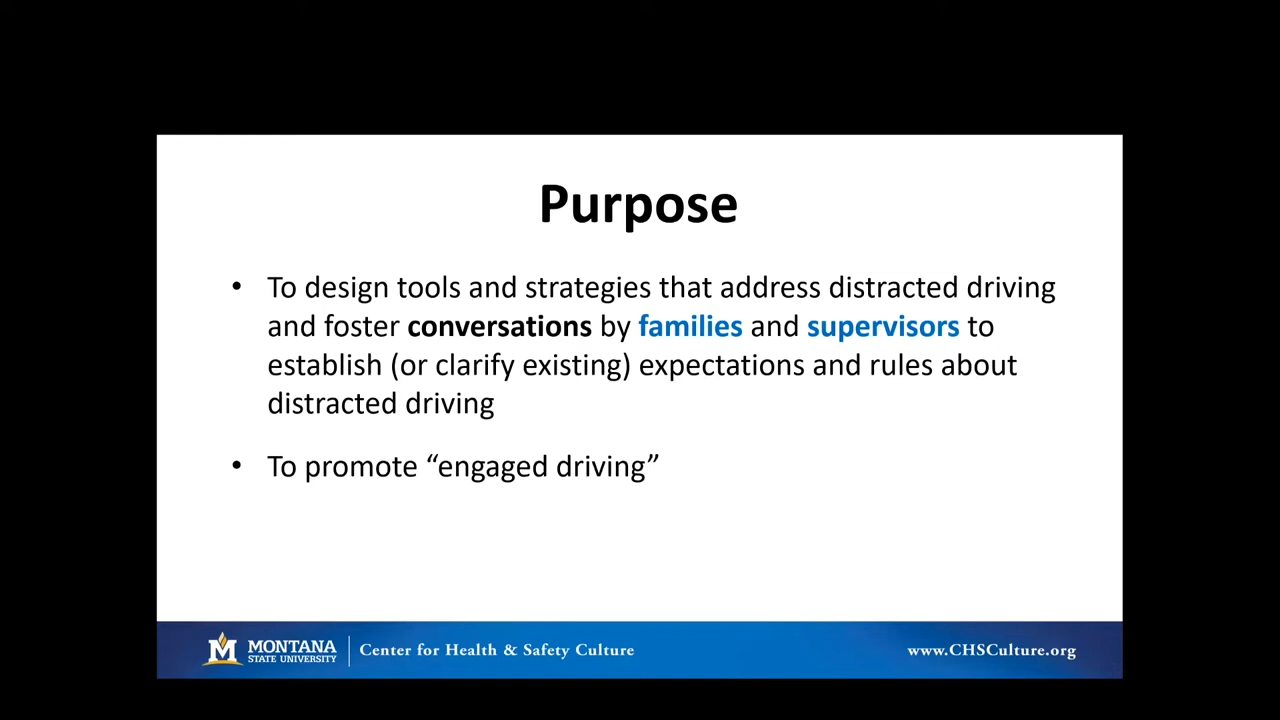 Purpose
• To design tools and strategies that address distracted driving
and foster conversations by families and supervisors to
establish (or clarify existing) expectations and rules about
distracted driving
• To promote “engaged driving”
M MONTANA
STATE UNIVERSITY
Center for Health & Safety Culture
www.CHSCulture.org